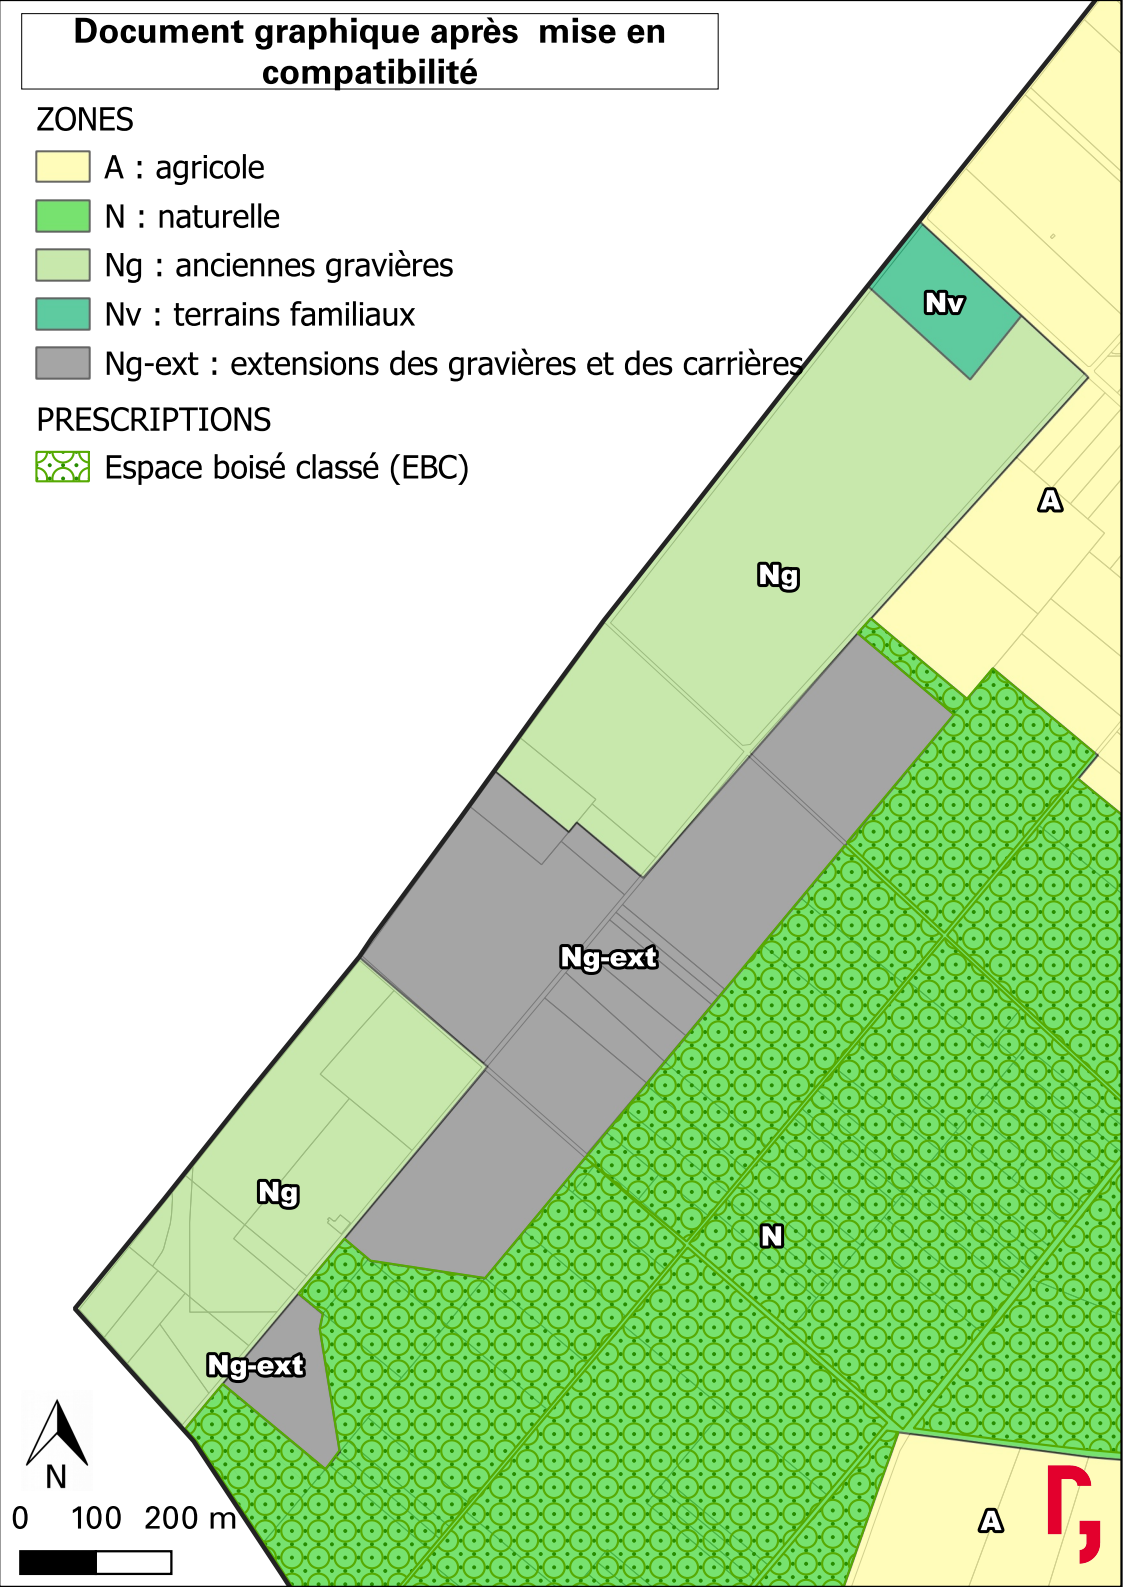 Document graphique après  mise en
compatibilité
ZONES
A : agricole
N : naturelle
Ng : anciennes gravières
Nv : terrains familiaux
Ng-ext : extensions des gravières et des carrières
PRESCRIPTIONS
Espace boisé classé (EBC)
Nv
A
Ng
Ng-ext
Ng
N
Ng-ext
N
0 100 200 m
A